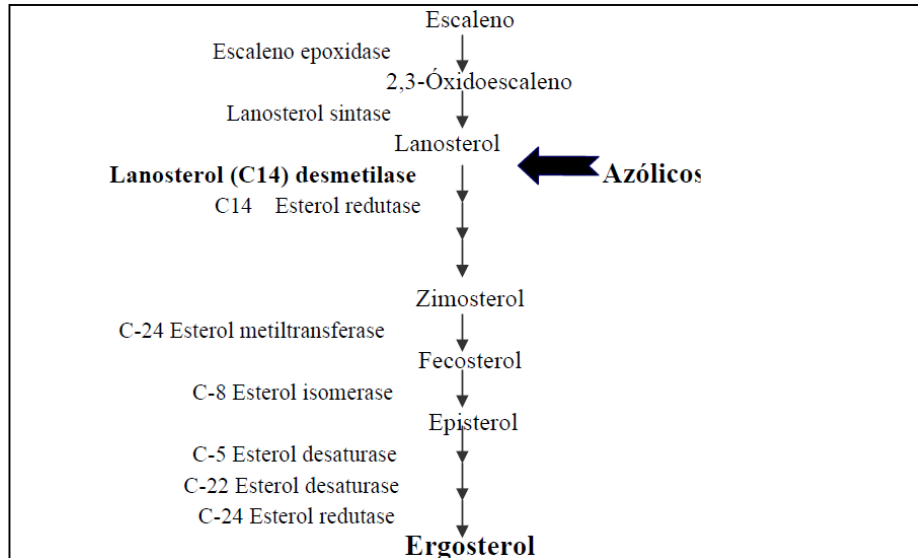 Escaleno
Escaleno epoxidase
2,3-Óxidoescaleno
Lanosterol sintase
Lanosterol
Lanosterol (C14) desmetilase
Azólicos
C14 Esterol redutase
Zimosterol
C-24 Esterol metiltransferase
Fecosterol
C-8 Esterol isomerase
Episterol
C-5 Esterol desaturase
C-22 Esterol desaturase
C-24 Esterol redutase
Ergosterol